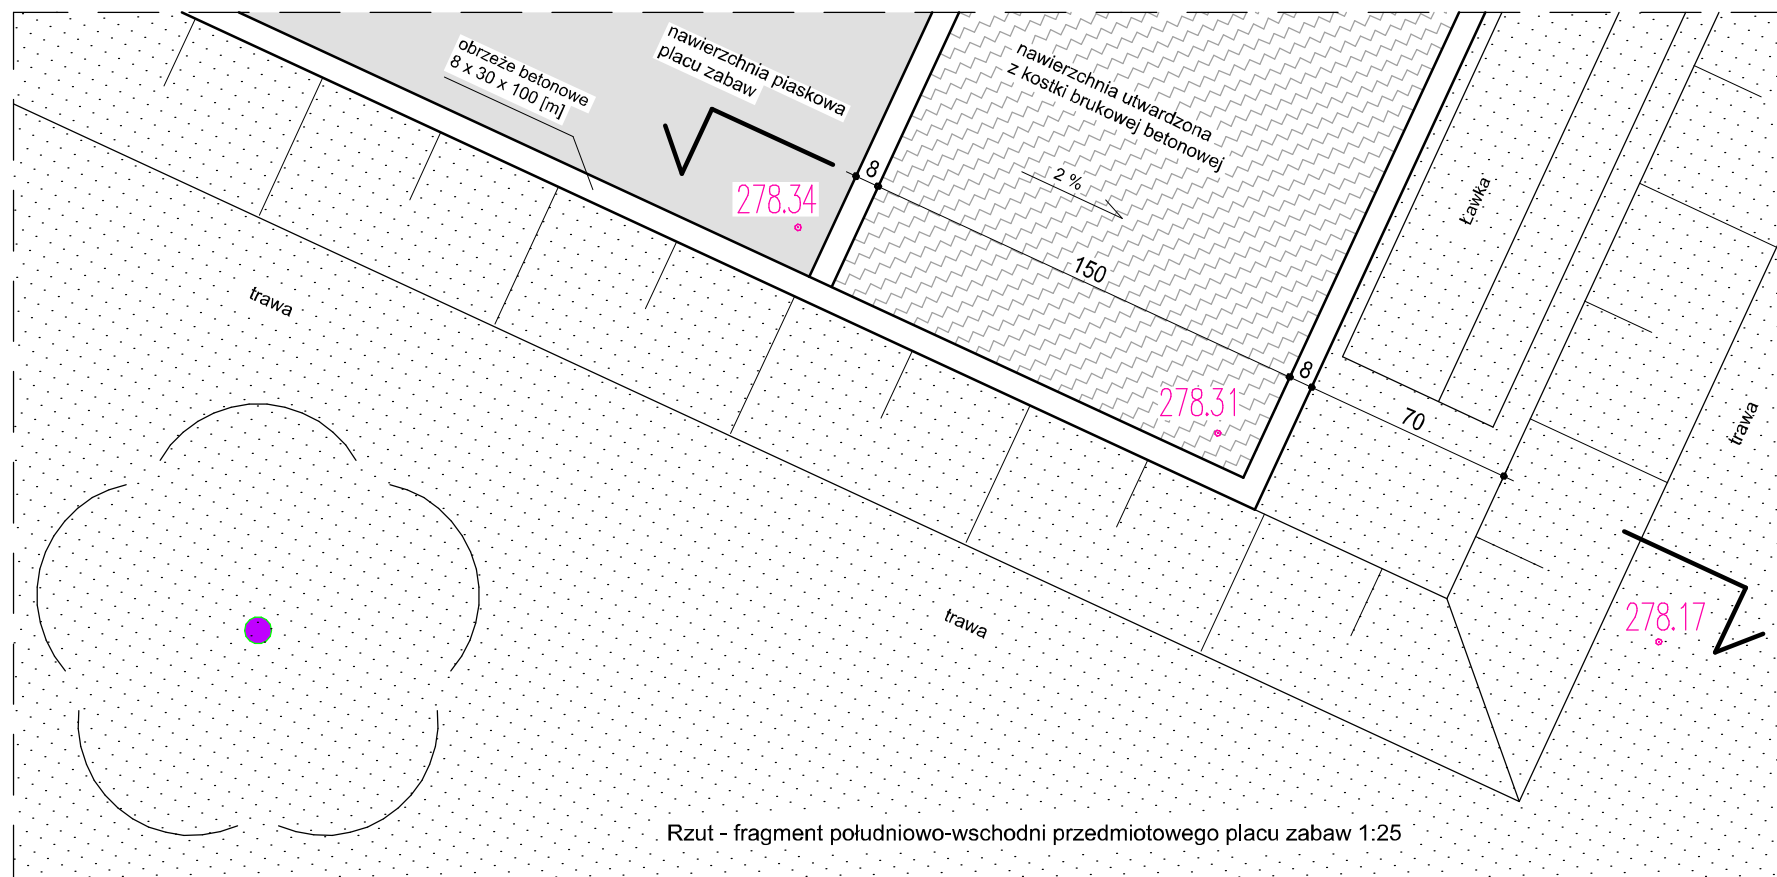 obrzeże betonowe
8 x 30 x 100 [m]
nawierzchnia piaskowa
placu zabaw
nawierzchnia utwardzona
z kostki brukowej betonowej
2 %
8
278.34
150
Ławka
278.31
8
70
trawa
trawa
trawa
278.17
Rzut - fragment południowo-wschodni przedmiotowego placu zabaw 1:25